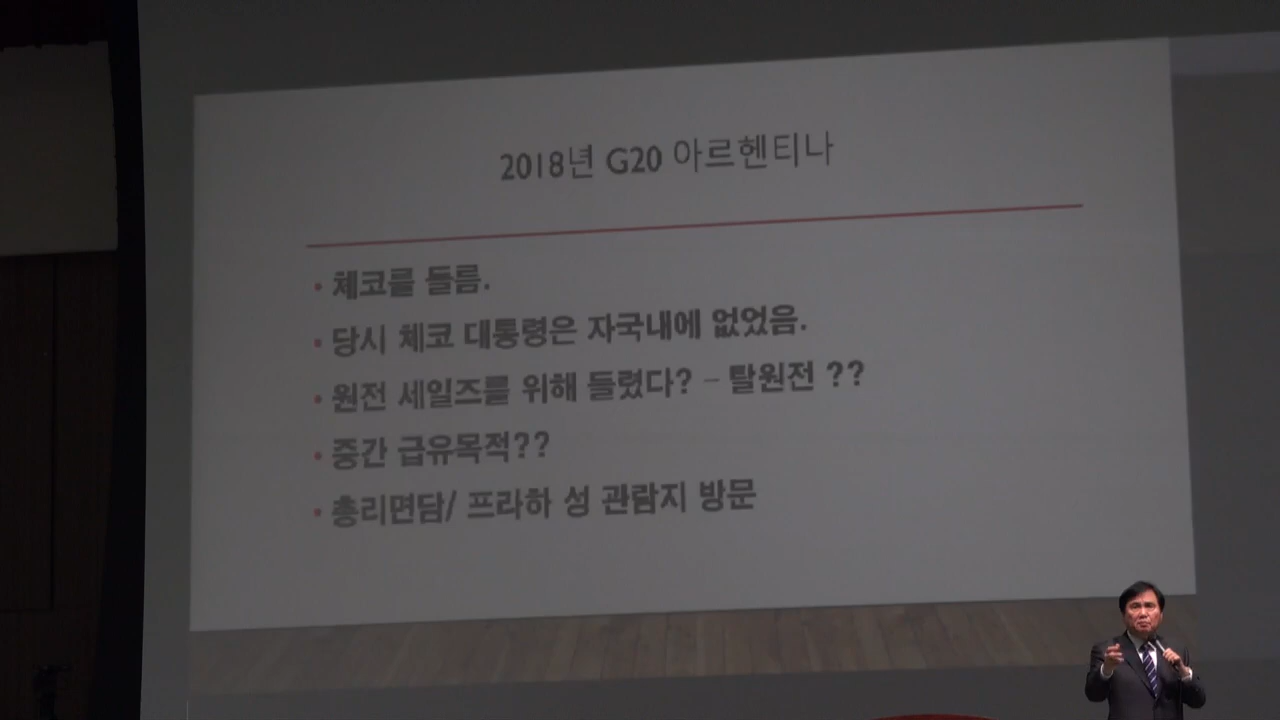 2018년 G20 아르헨티나
• 체코를 들름.
• 당시 체코 대통령은 자국내에 없었음.
• 원전 세일즈를 위해 들렸다? – 탈원전 ??
• 중간 급유목적??
• 총리면담/ 프라하 성 관람지 방문